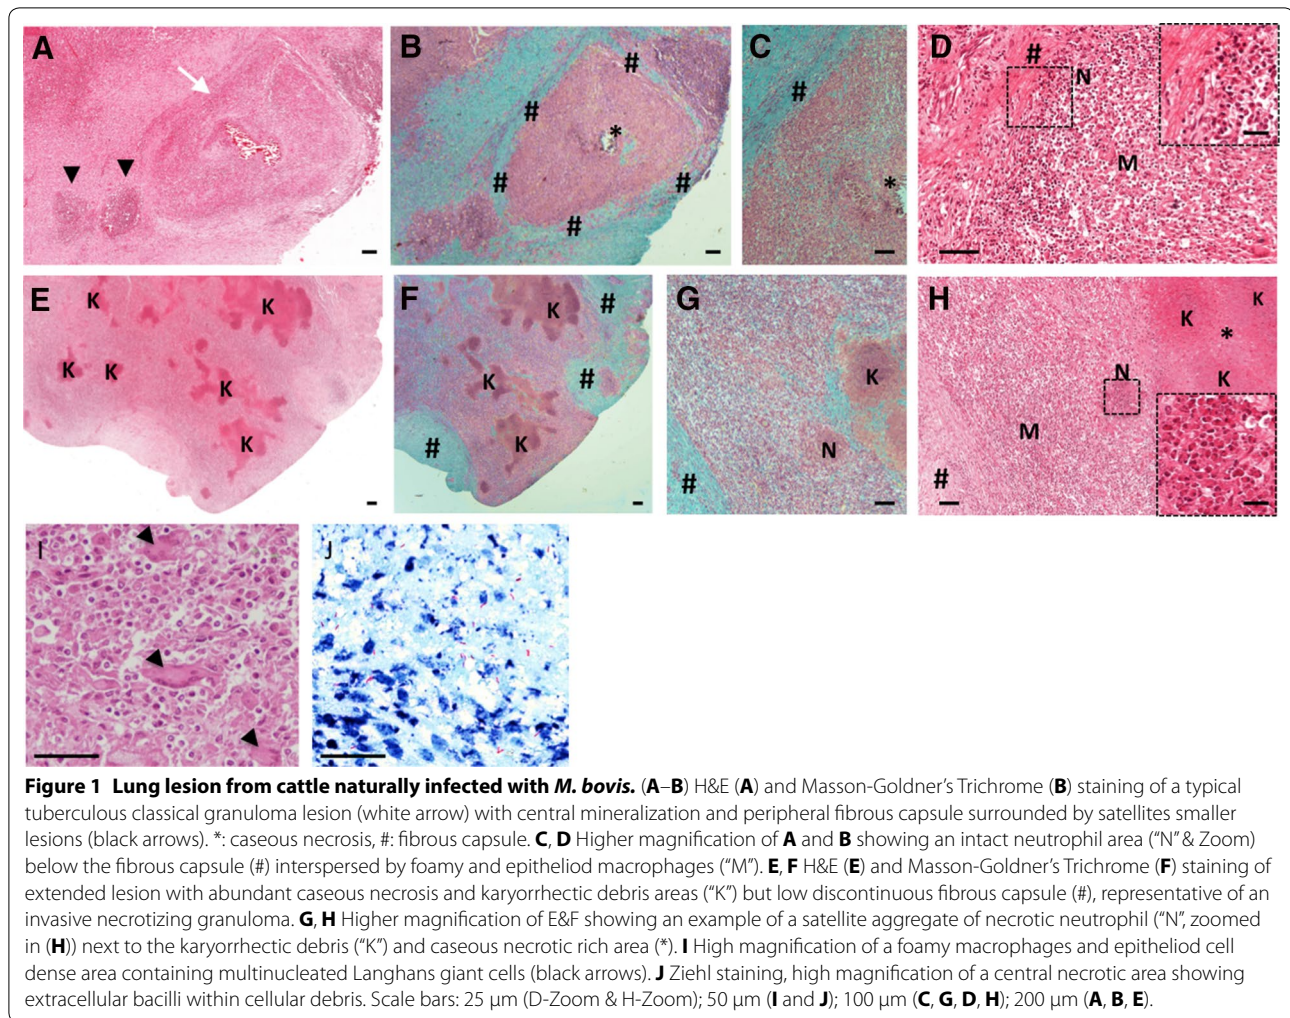 A B C D
# # # # # # * # * # N M
E F G H
K K K K K K K K K # # # K N # K K K * N M #
I J
Figure 1 Lung lesion from cattle naturally infected with M. bovis. (A–B) H&E (A) and Masson-Goldner's Trichrome (B) staining of a typical
tuberculous classical granuloma lesion (white arrow) with central mineralization and peripheral fibrous capsule surrounded by satellites smaller
lesions (black arrows). *: caseous necrosis, #: fibrous capsule. C, D Higher magnification of A and B showing an intact neutrophil area ("N" & Zoom)
below the fibrous capsule (#) interspersed by foamy and epitheliod macrophages ("M"). E, F H&E (E) and Masson-Goldner's Trichrome (F) staining of
extended lesion with abundant caseous necrosis and karyorrhectic debris areas ("K") but low discontinuous fibrous capsule (#), representative of an
invasive necrotizing granuloma. G, H Higher magnification of E&F showing an example of a satellite aggregate of necrotic neutrophil ("N", zoomed
in (H)) next to the karyorrhectic debris ("K") and caseous necrotic rich area (*). I High magnification of a foamy macrophages and epitheliod cell
dense area containing multinucleated Langhans giant cells (black arrows). J Ziehl staining, high magnification of a central necrotic area showing
extracellular bacilli within cellular debris. Scale bars: 25 µm (D-Zoom & H-Zoom); 50 µm (I and J); 100 µm (C, G, D, H); 200 µm (A, B, E).